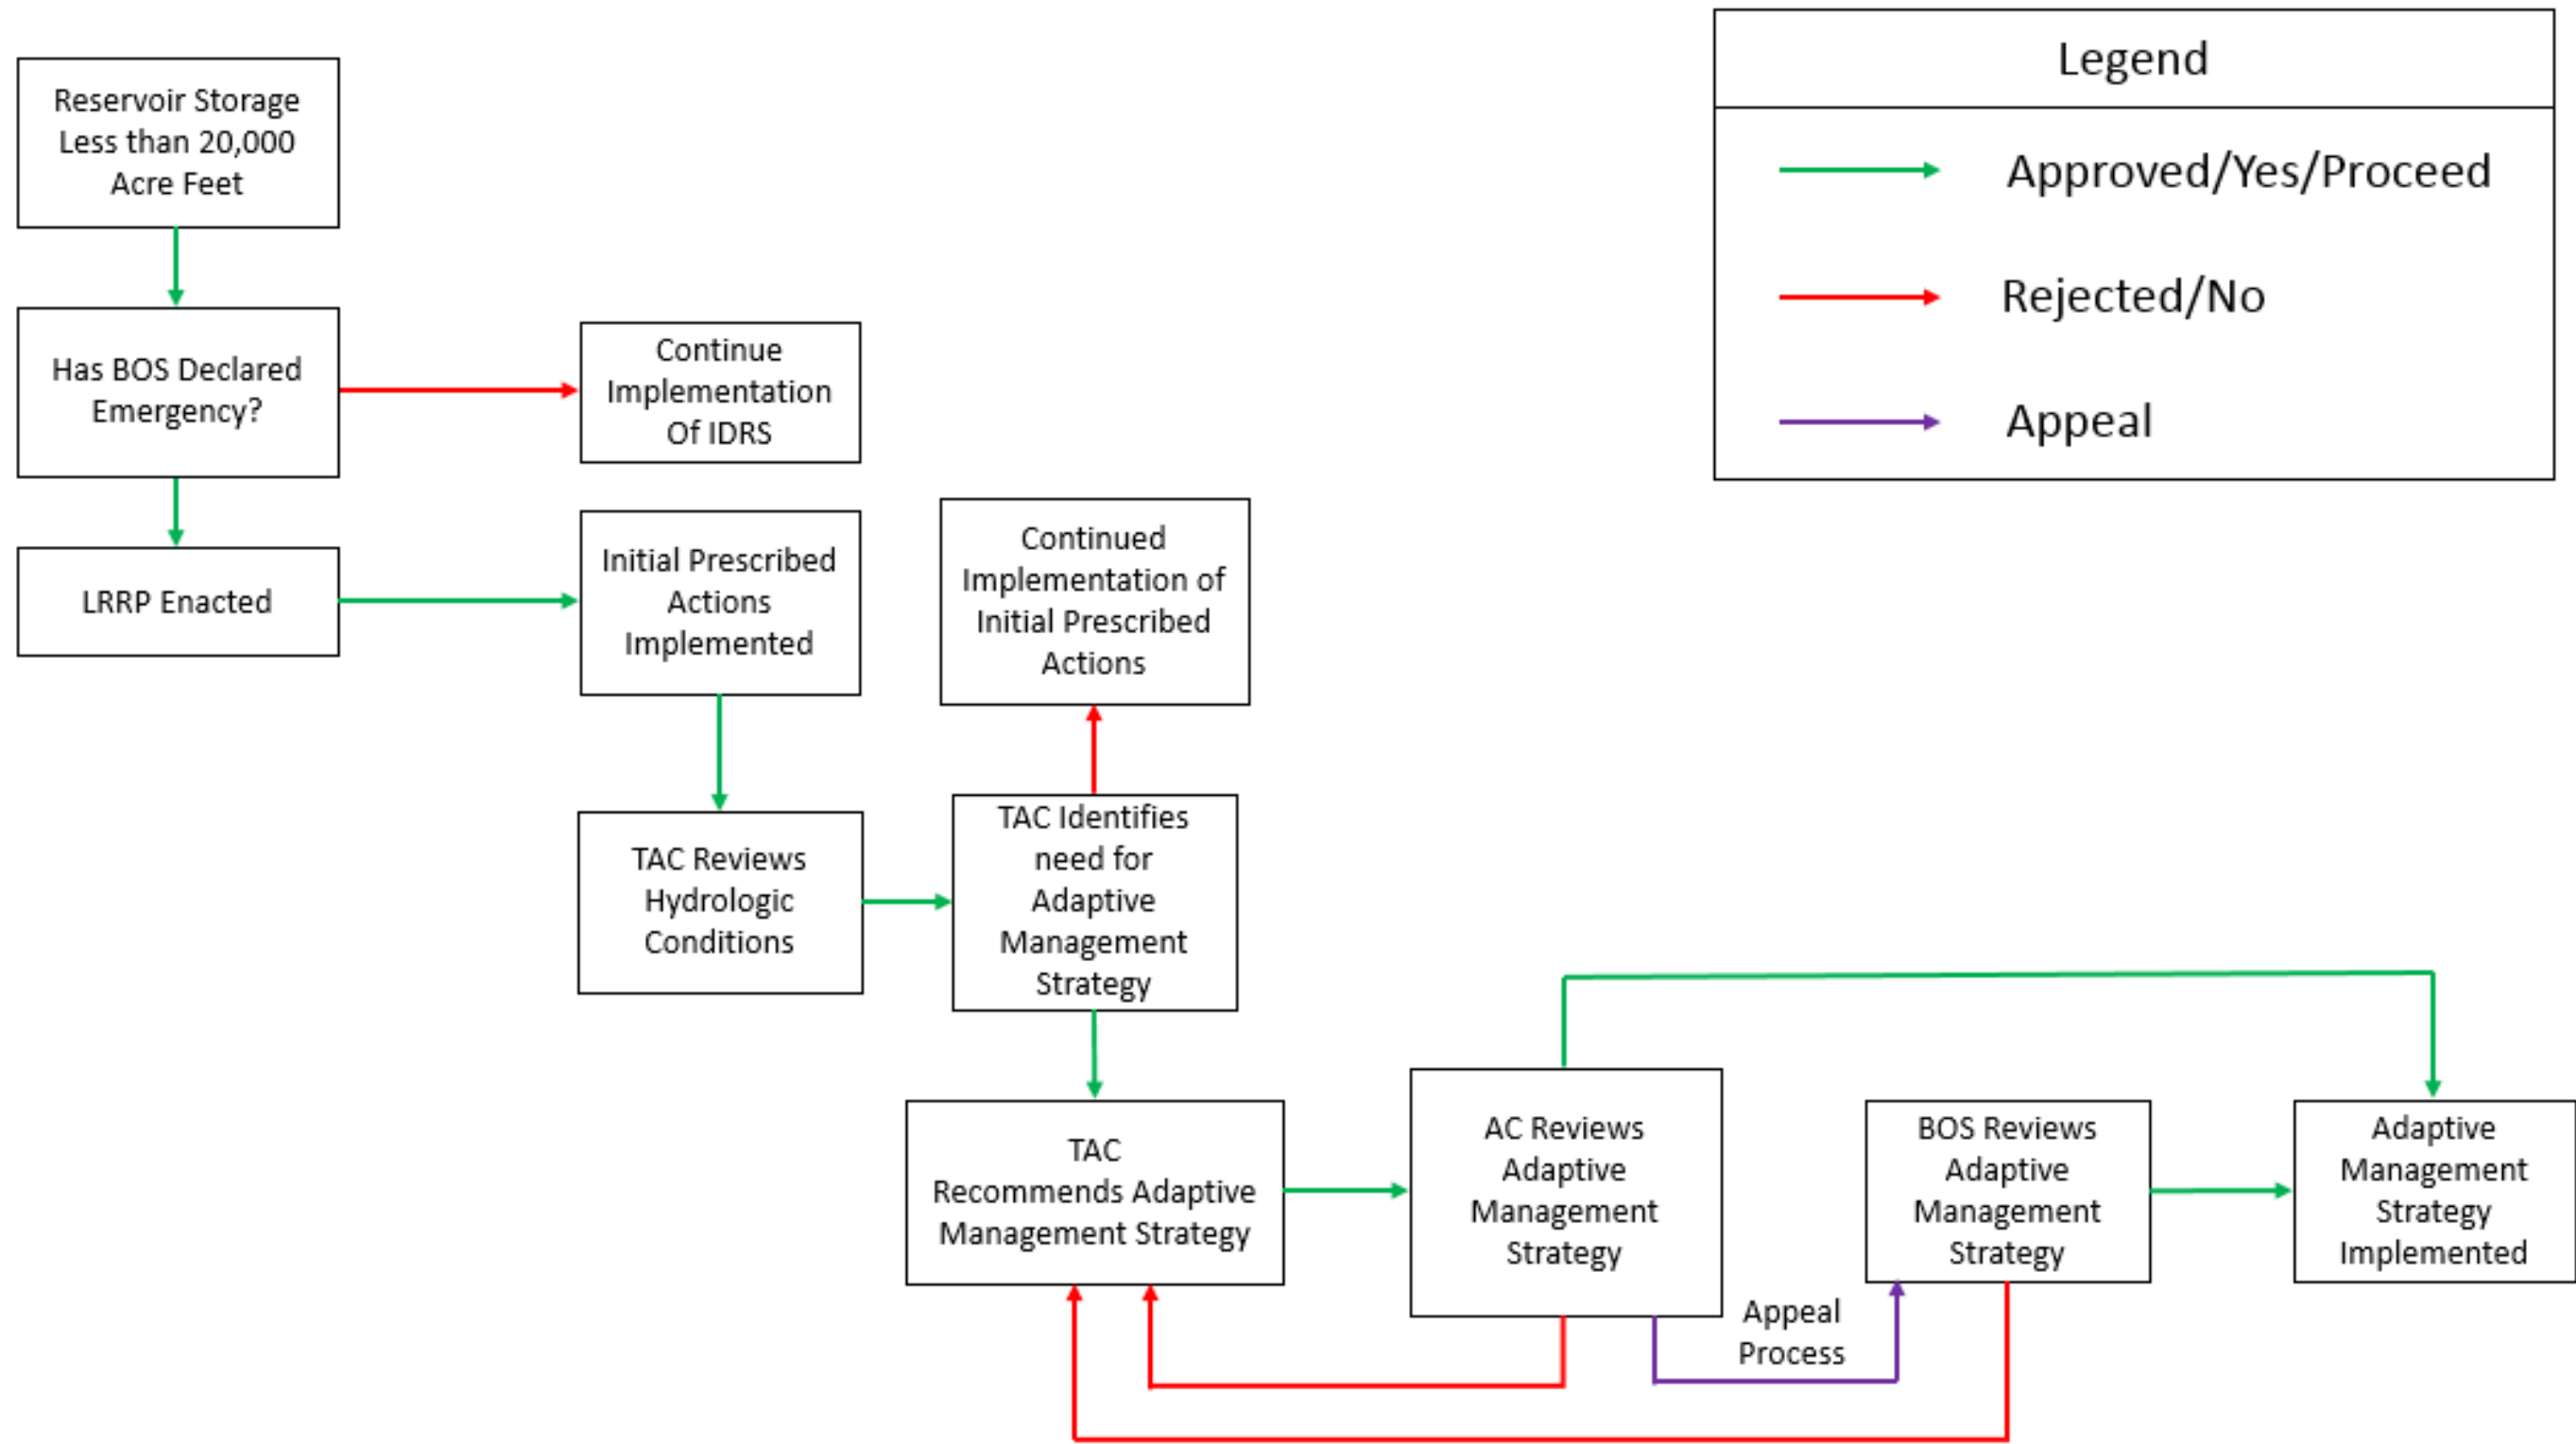 Reservoir Storage
Less than 20,000
Acre Feet
Legend
Approved/Yes/Proceed
Rejected/No
Appeal
Has BOS Declared
Emergency?
Continue
Implementation
Of IDRS
LRRP Enacted
Initial Prescribed
Actions
Implemented
Continued
Implementation of
Initial Prescribed
Actions
TAC Reviews
Hydrologic
Conditions
TAC Identifies
need for
Adaptive
Management
Strategy
TAC
Recommends Adaptive
Management Strategy
AC Reviews
Adaptive
Management
Strategy
Appeal
Process
BOS Reviews
Adaptive
Management
Strategy
Adaptive
Management
Strategy
Implemented